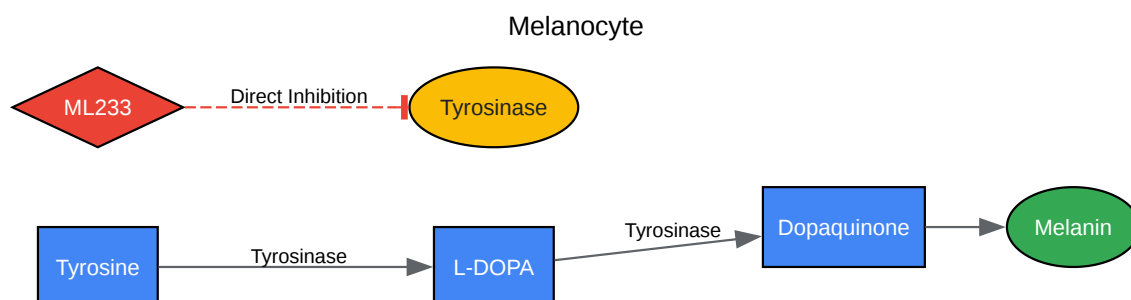 Melanocyte
ML233
Direct Inhibition
Tyrosinase
Tyrosine
Tyrosinase
L-DOPA
Tyrosinase
Dopaquinone
Melanin